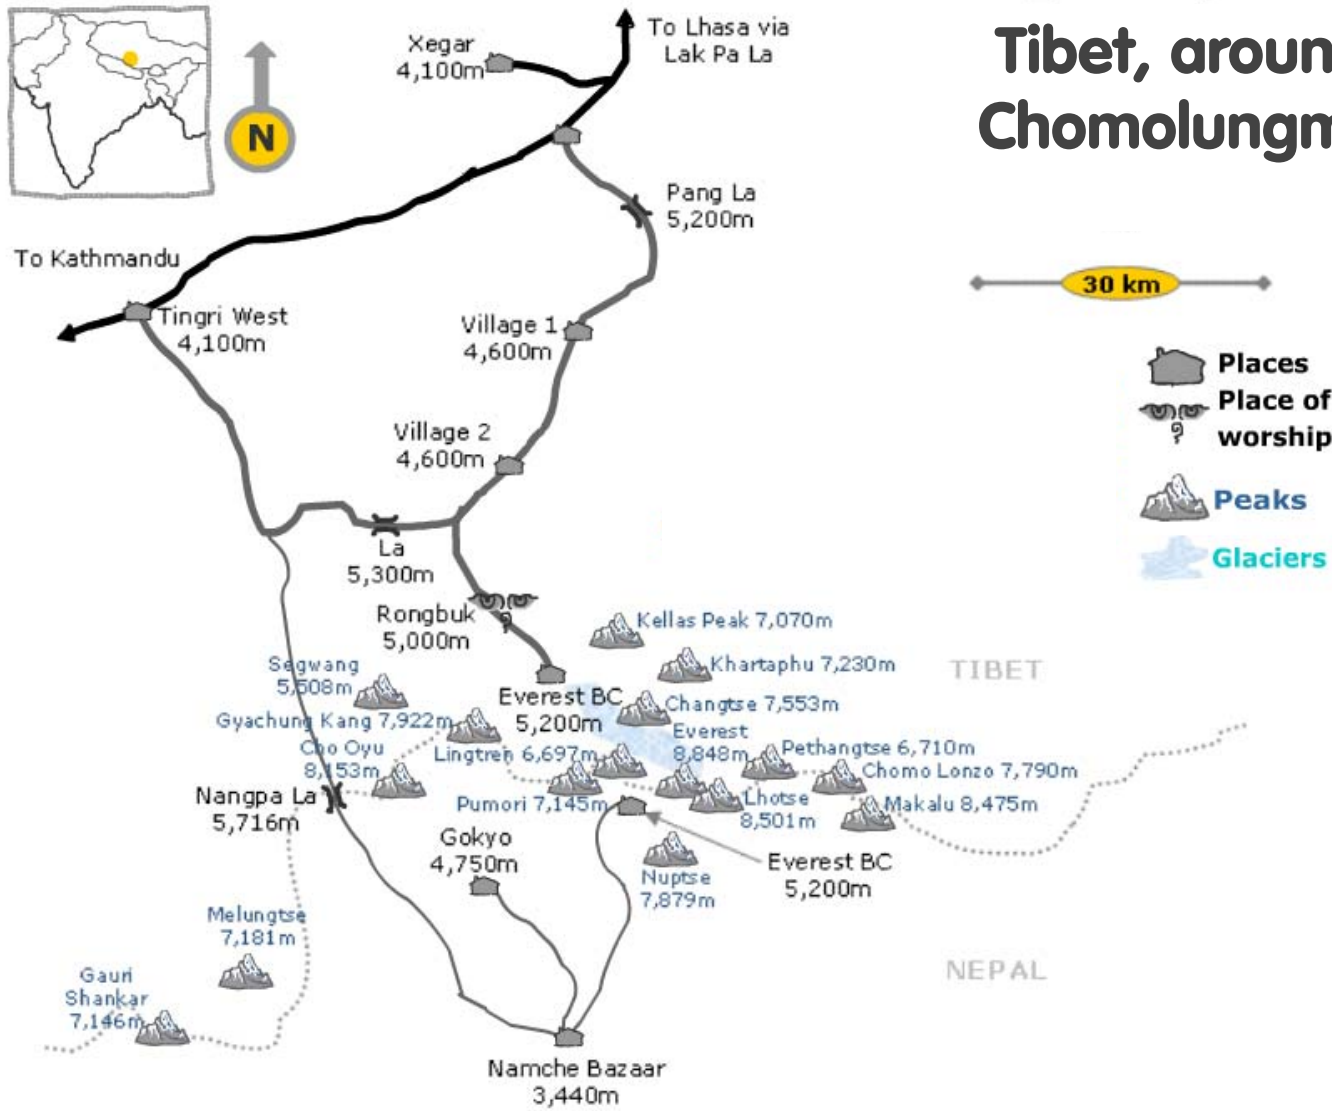 Tibet, aroun
Chomolungm
N
Xegar
4,100m
To Lhasa via
Lak Pa La
Pang La
5,200m
To Kathmandu
Tingri West
4,100m
30 km
Village 1
4,600m
Places
Place of
worship
Village 2
4,600m
Peaks
Glaciers
La
5,300m
Rongbuk
5,000m
Kellas Peak 7,070m
Khartaphu 7,230m
TIBET
Segwang
5,508m
Everest BC
5,200m
Changtse 7,553m
Gyachung Kang 7,922m
Everest
8,848m
Cho Oyu
8,153m
Lingtren 6,697m
Pethangtse 6,710m
Chomo Lonzo 7,790m
Nangpa La
5,716m
Pumori 7,145m
Lhotse
8,501m
Makalu 8,475m
Gokyo
4,750m
Everest BC
5,200m
Nuptse
7,879m
Melungtse
7,181m
NEPAL
Gauri
Shankar
7,146m
Namche Bazaar
3,440m